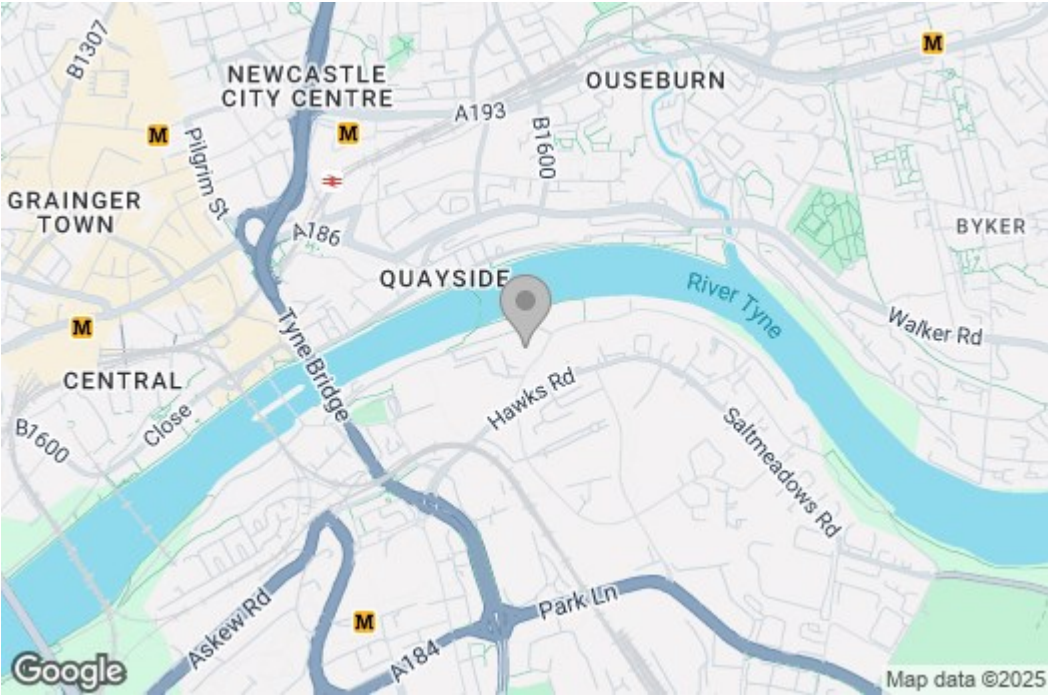 B1307
NEWCASTLE
CITY CENTRE
OUSEBURN
M
A193
B1600
M
M
Pilgrim St
GRAINGER
TOWN
A186
BYKER
QUAYSIDE
River Tyne
M
Walker Rd
Tyne Bridge
CENTRAL
Hawks Rd
Close
B1600
Saltmeadows Rd
Park Ln
Askew Rd
M
A184
Google
Map data ©2025